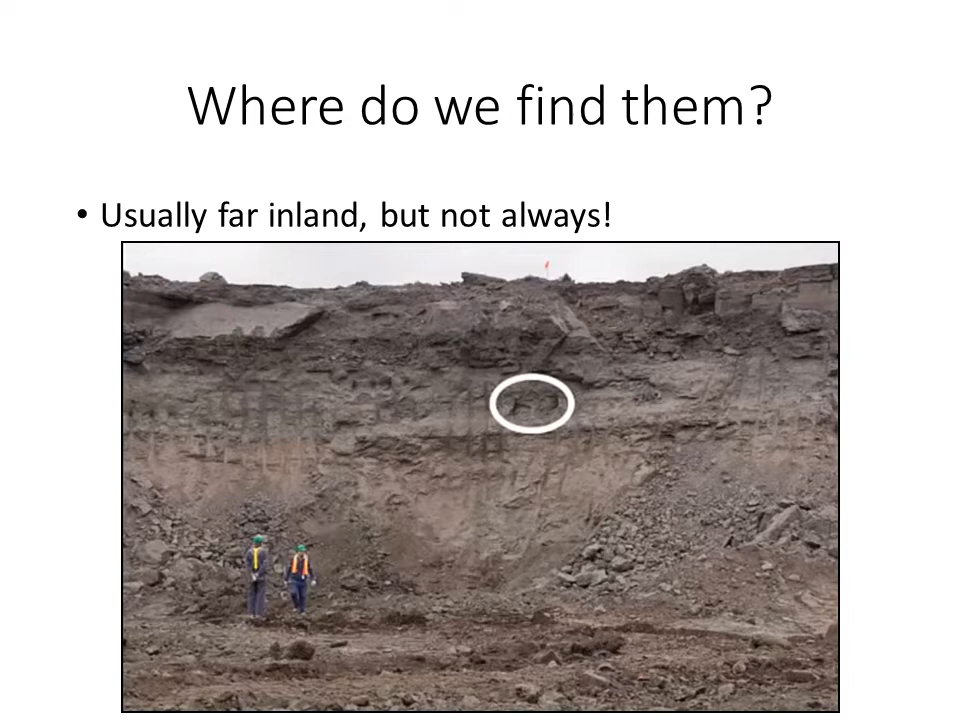 Where do we find them?
• Usually far inland, but not always!